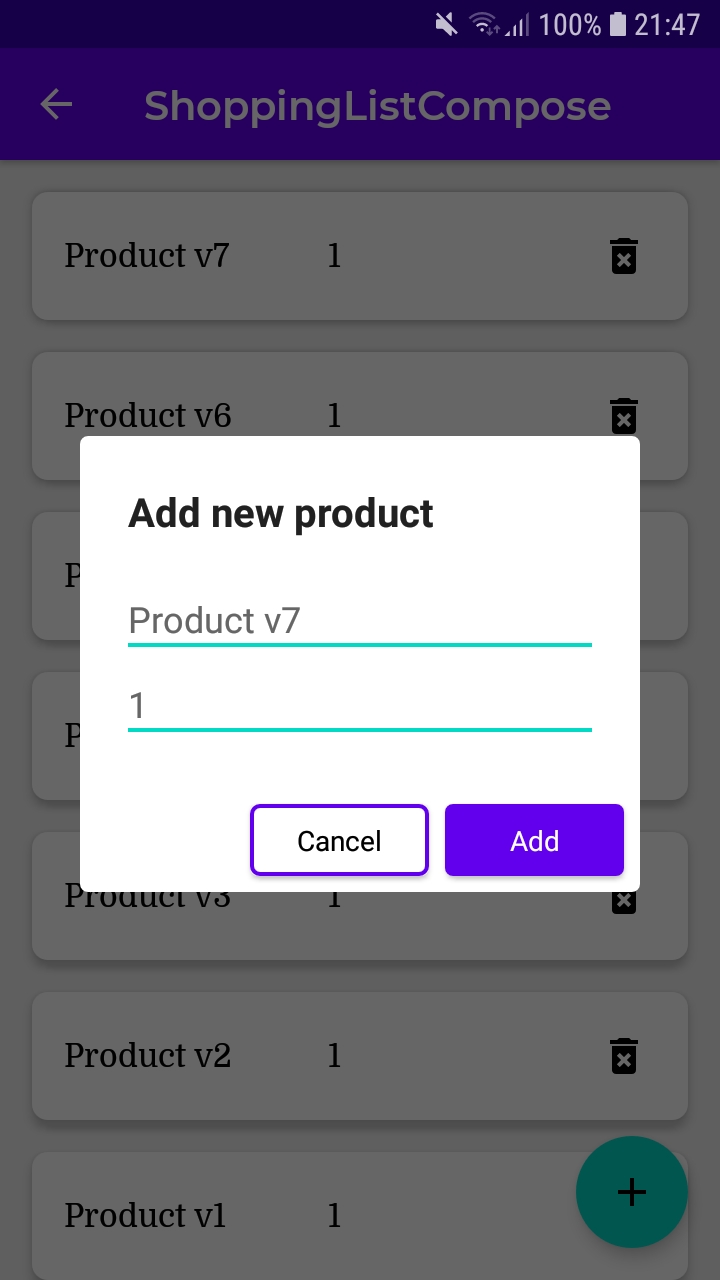 100% 21:47
ShoppingListCompose
Product v7 1
Product v6 1
Add new product
Product v7
1
Cancel Add
Product v3 1
Product v2 1
Product v1 1